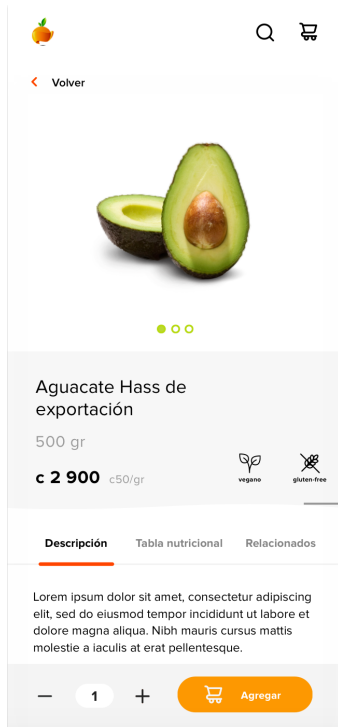 Volver
Aguacate Hass de
exportación
500 gr
c 2 900 c50/gr
vegano
gluten-free
Descripción Tabla nutricional Relacionados
Lorem ipsum dolor sit amet, consectetur adipiscing
elit, sed do eiusmod tempor incididunt ut labore et
dolore magna aliqua. Nibh mauris cursus mattis
molestie a iaculis at erat pellentesque.
− 1 + Agregar